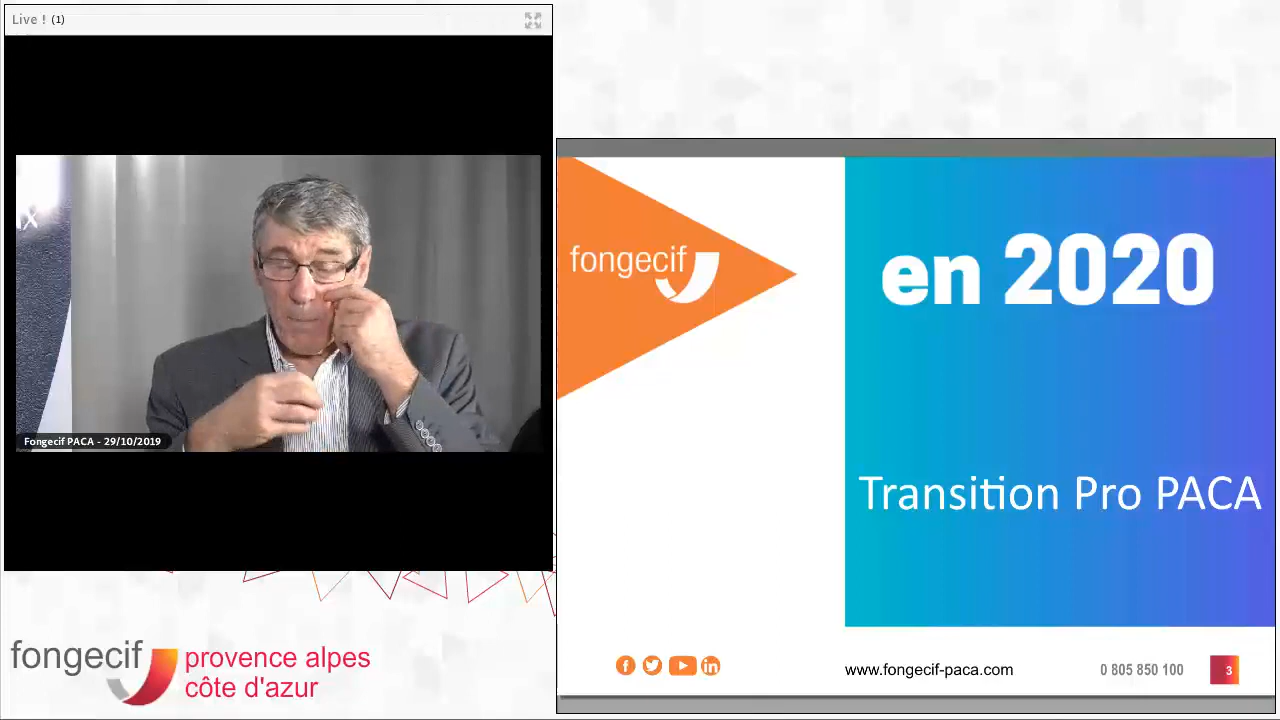 Live ! (1)
x
Fongecif PACA - 29/10/2019
fongecif
provence alpes
côte d'azur
fongecif
en 2020
Transition Pro PACA
www.fongecif-paca.com
0 805 850 100
3